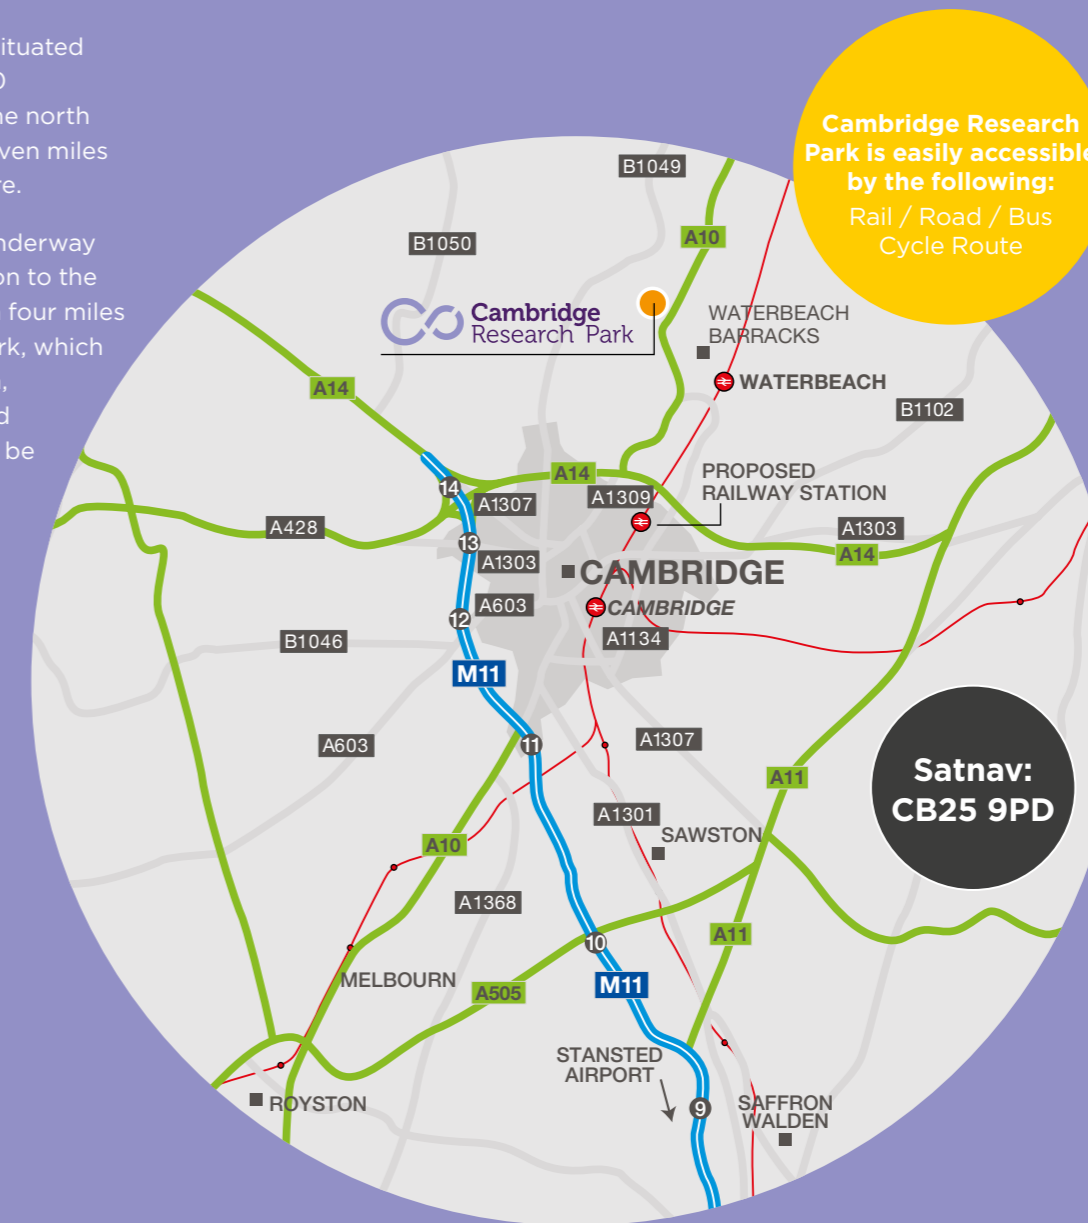 ituated
0
ne north
ven miles
re.
nderway
on to the
four miles
rk, which
d
be
Cambridge Research
Park is easily accessible
by the following:
Rail / Road / Bus
Cycle Route
B1049
B1050
A10
Cambridge
Research Park
WATERBEACH
BARRACKS
WATERBEACH
A14
B1102
A14
PROPOSED
RAILWAY STATION
14
A1307
A1309
A428
13
A1303
A1303
A14
CAMBRIDGE
CAMBRIDGE
12
A603
B1046
A1134
M11
11
A603
A1307
A11
Satnav:
CB25 9PD
A1301
SAWSTON
A10
A1368
10
A11
MELBOURN
A505
M11
STANSTED
AIRPORT
9
ROYSTON
SAFFRON
WALDEN